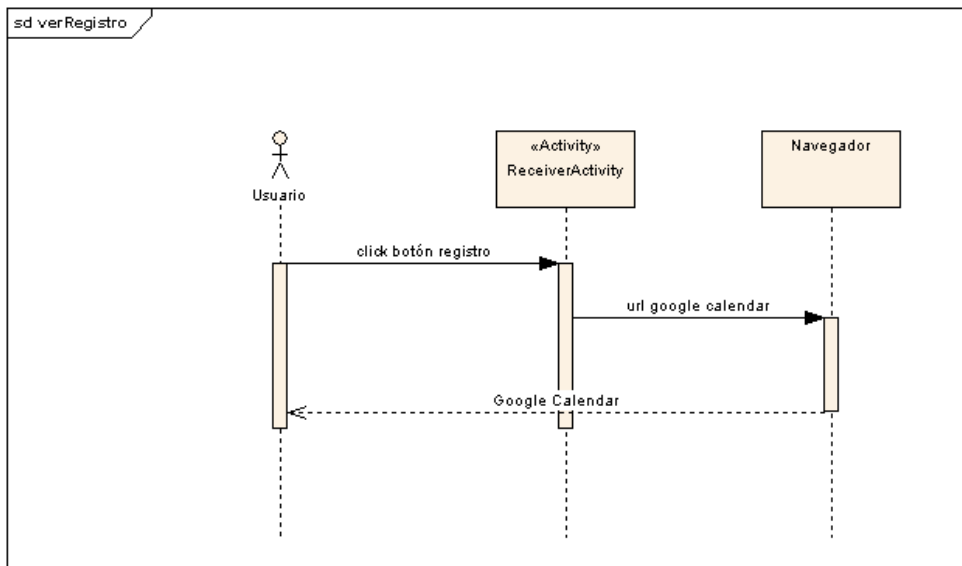 sd verRegistro
Usuario
«Activity»
ReceiverActivity
Navegador
click botón registro
url google calendar
Google Calendar